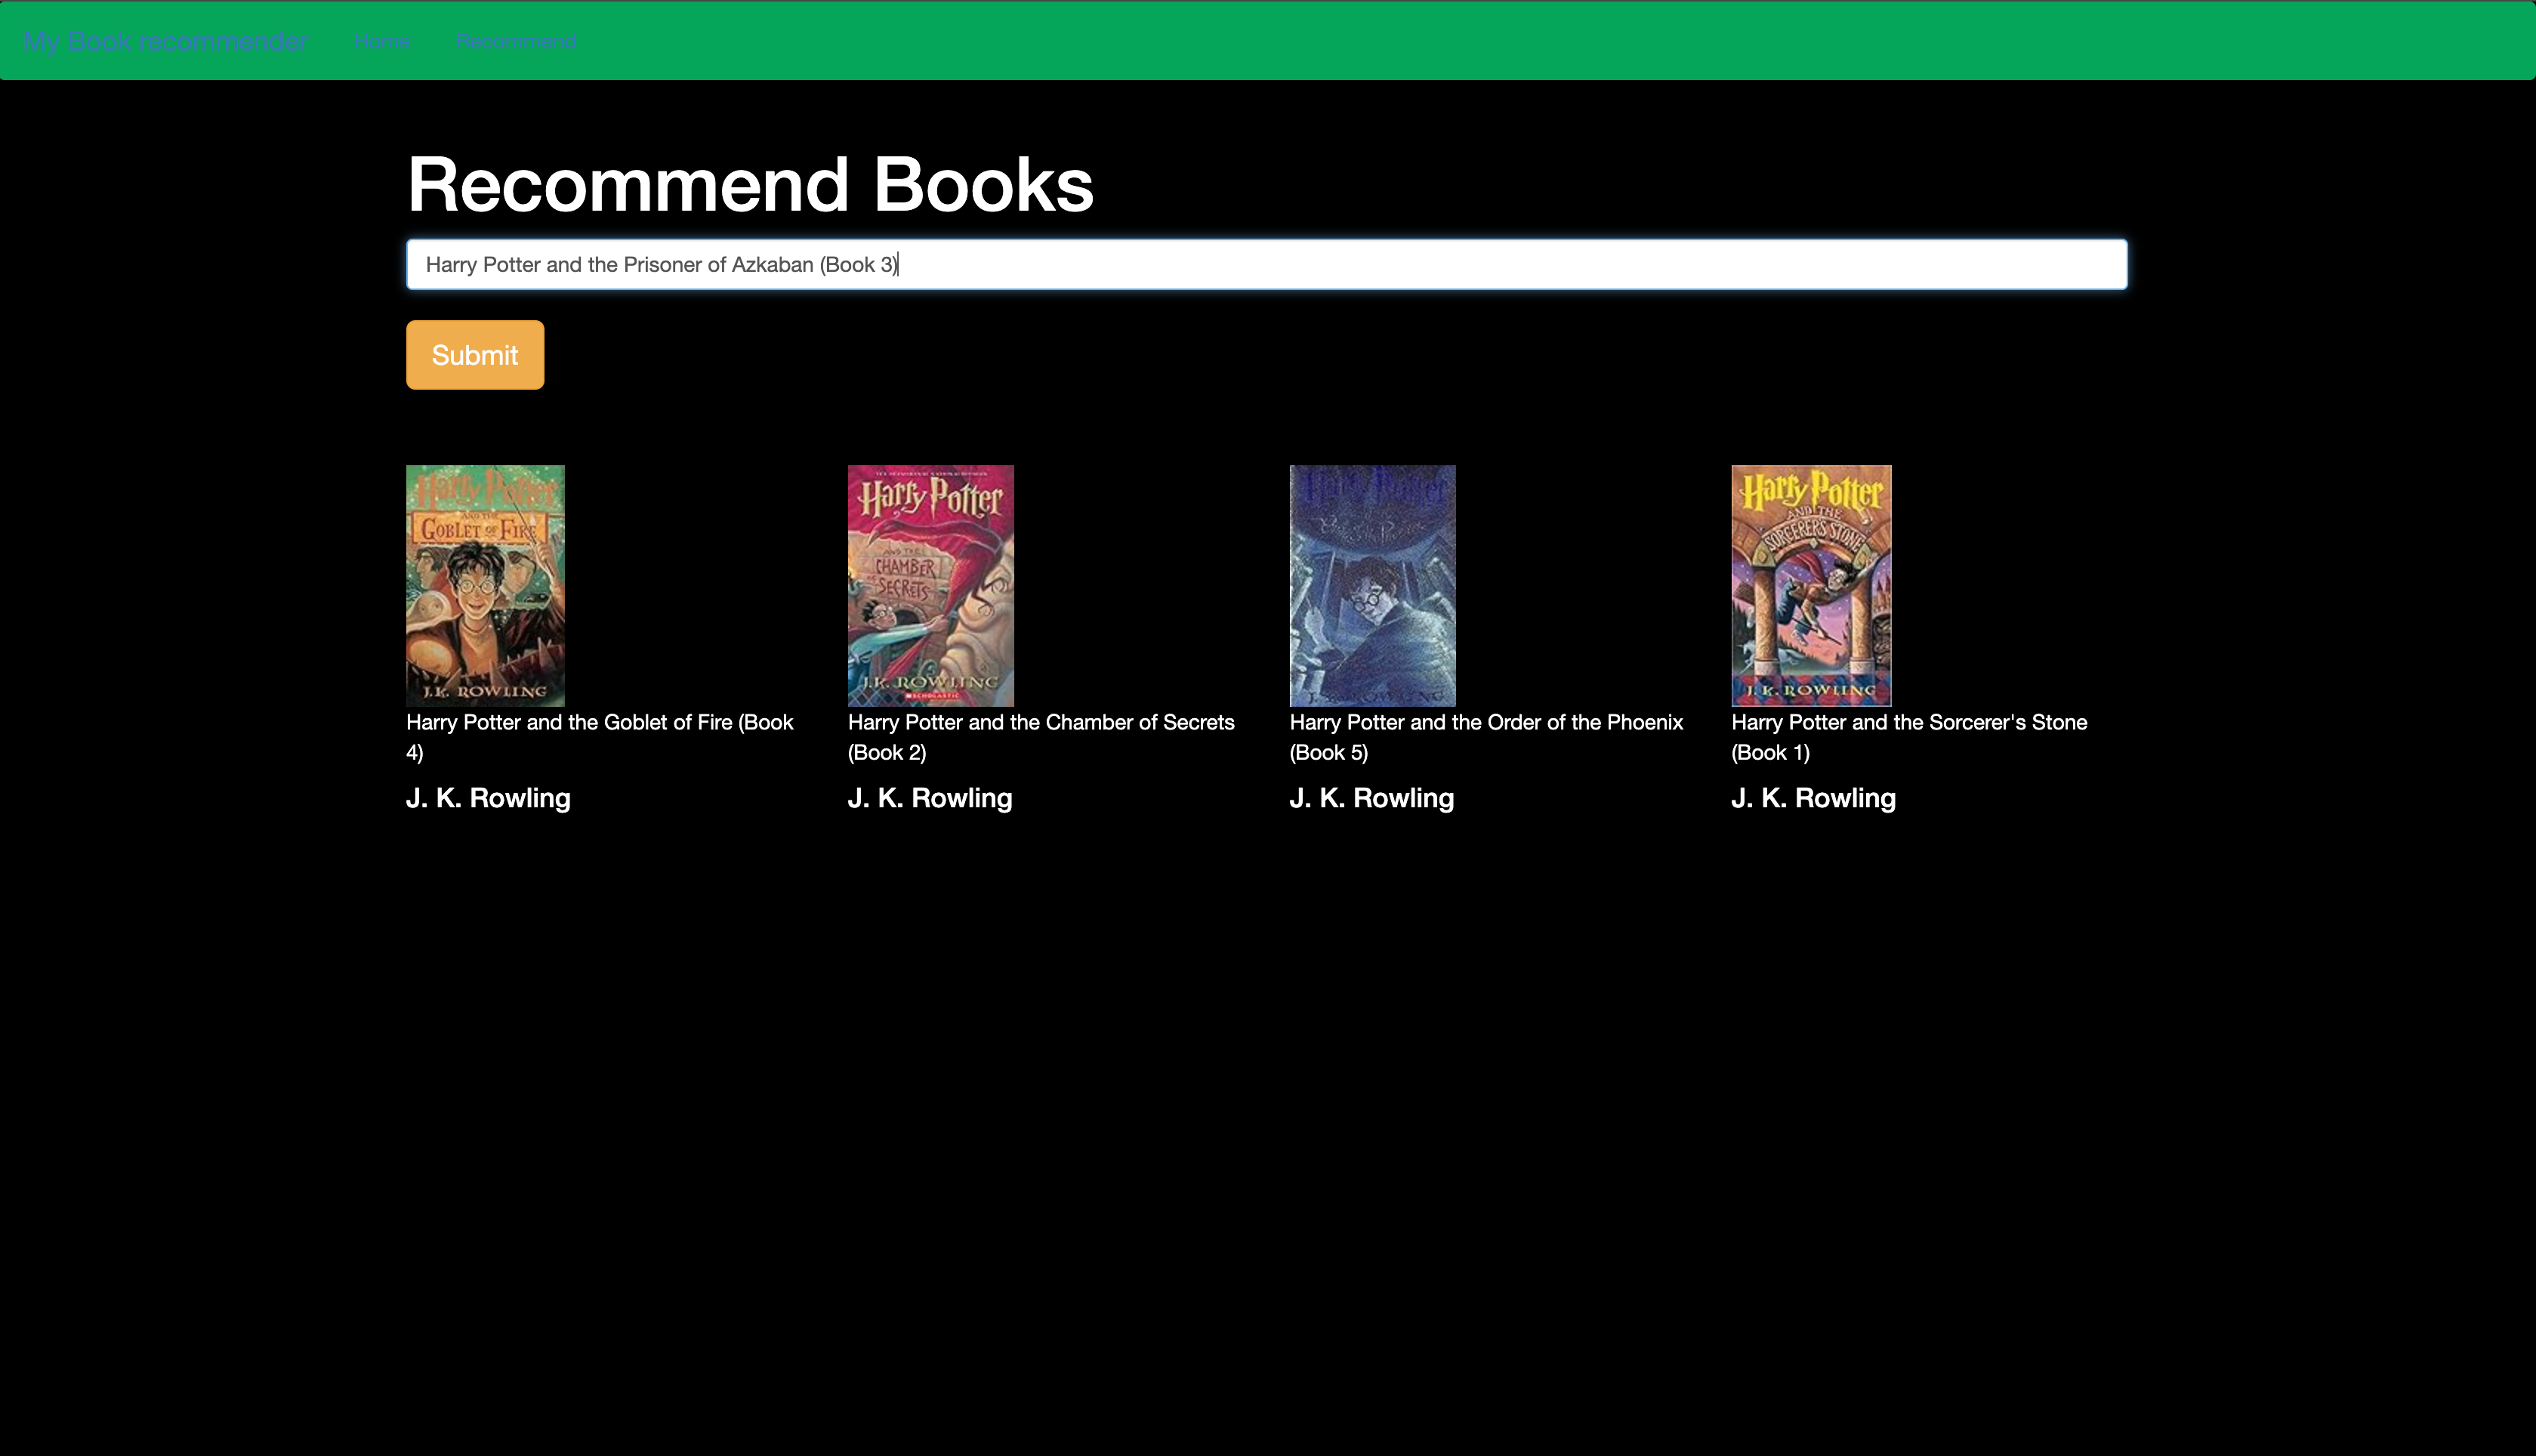 My Book recommender Home Recommend
Recommend Books
Harry Potter and the Prisoner of Azkaban (Book 3)
Submit
Harry Potter
AND THE
GOBLET OF FIRE
J.K. ROWLING
Harry Potter and the Goblet of Fire (Book
4)
J. K. Rowling
Harry Potter
AND THE
CHAMBER
OF
SECRETS
J.K. ROWLING
SCHOLASTIC
Harry Potter and the Chamber of Secrets
(Book 2)
J. K. Rowling
Harry Potter
J.K. ROWLING
Harry Potter and the Order of the Phoenix
(Book 5)
J. K. Rowling
Harry Potter
AND THE
SORCERER'S STONE
J.K. ROWLING
Harry Potter and the Sorcerer's Stone
(Book 1)
J. K. Rowling